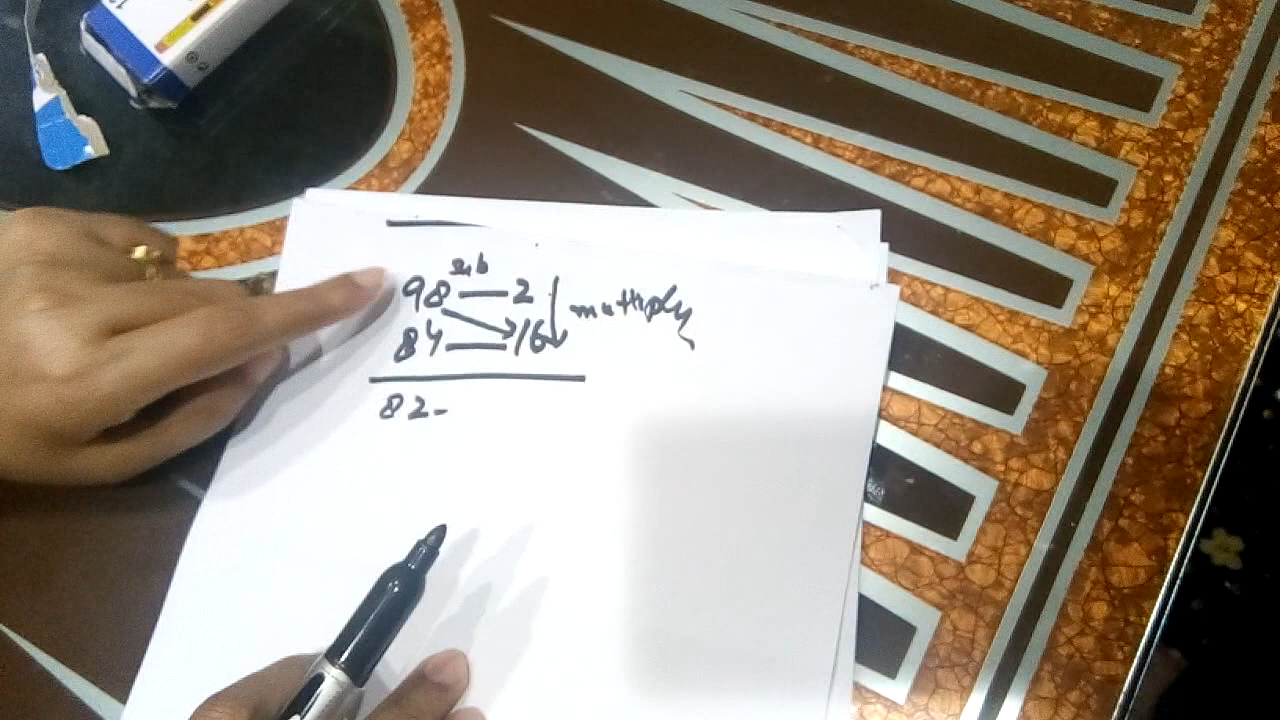 sub
98 — 2
84 — 16 multiply
82-